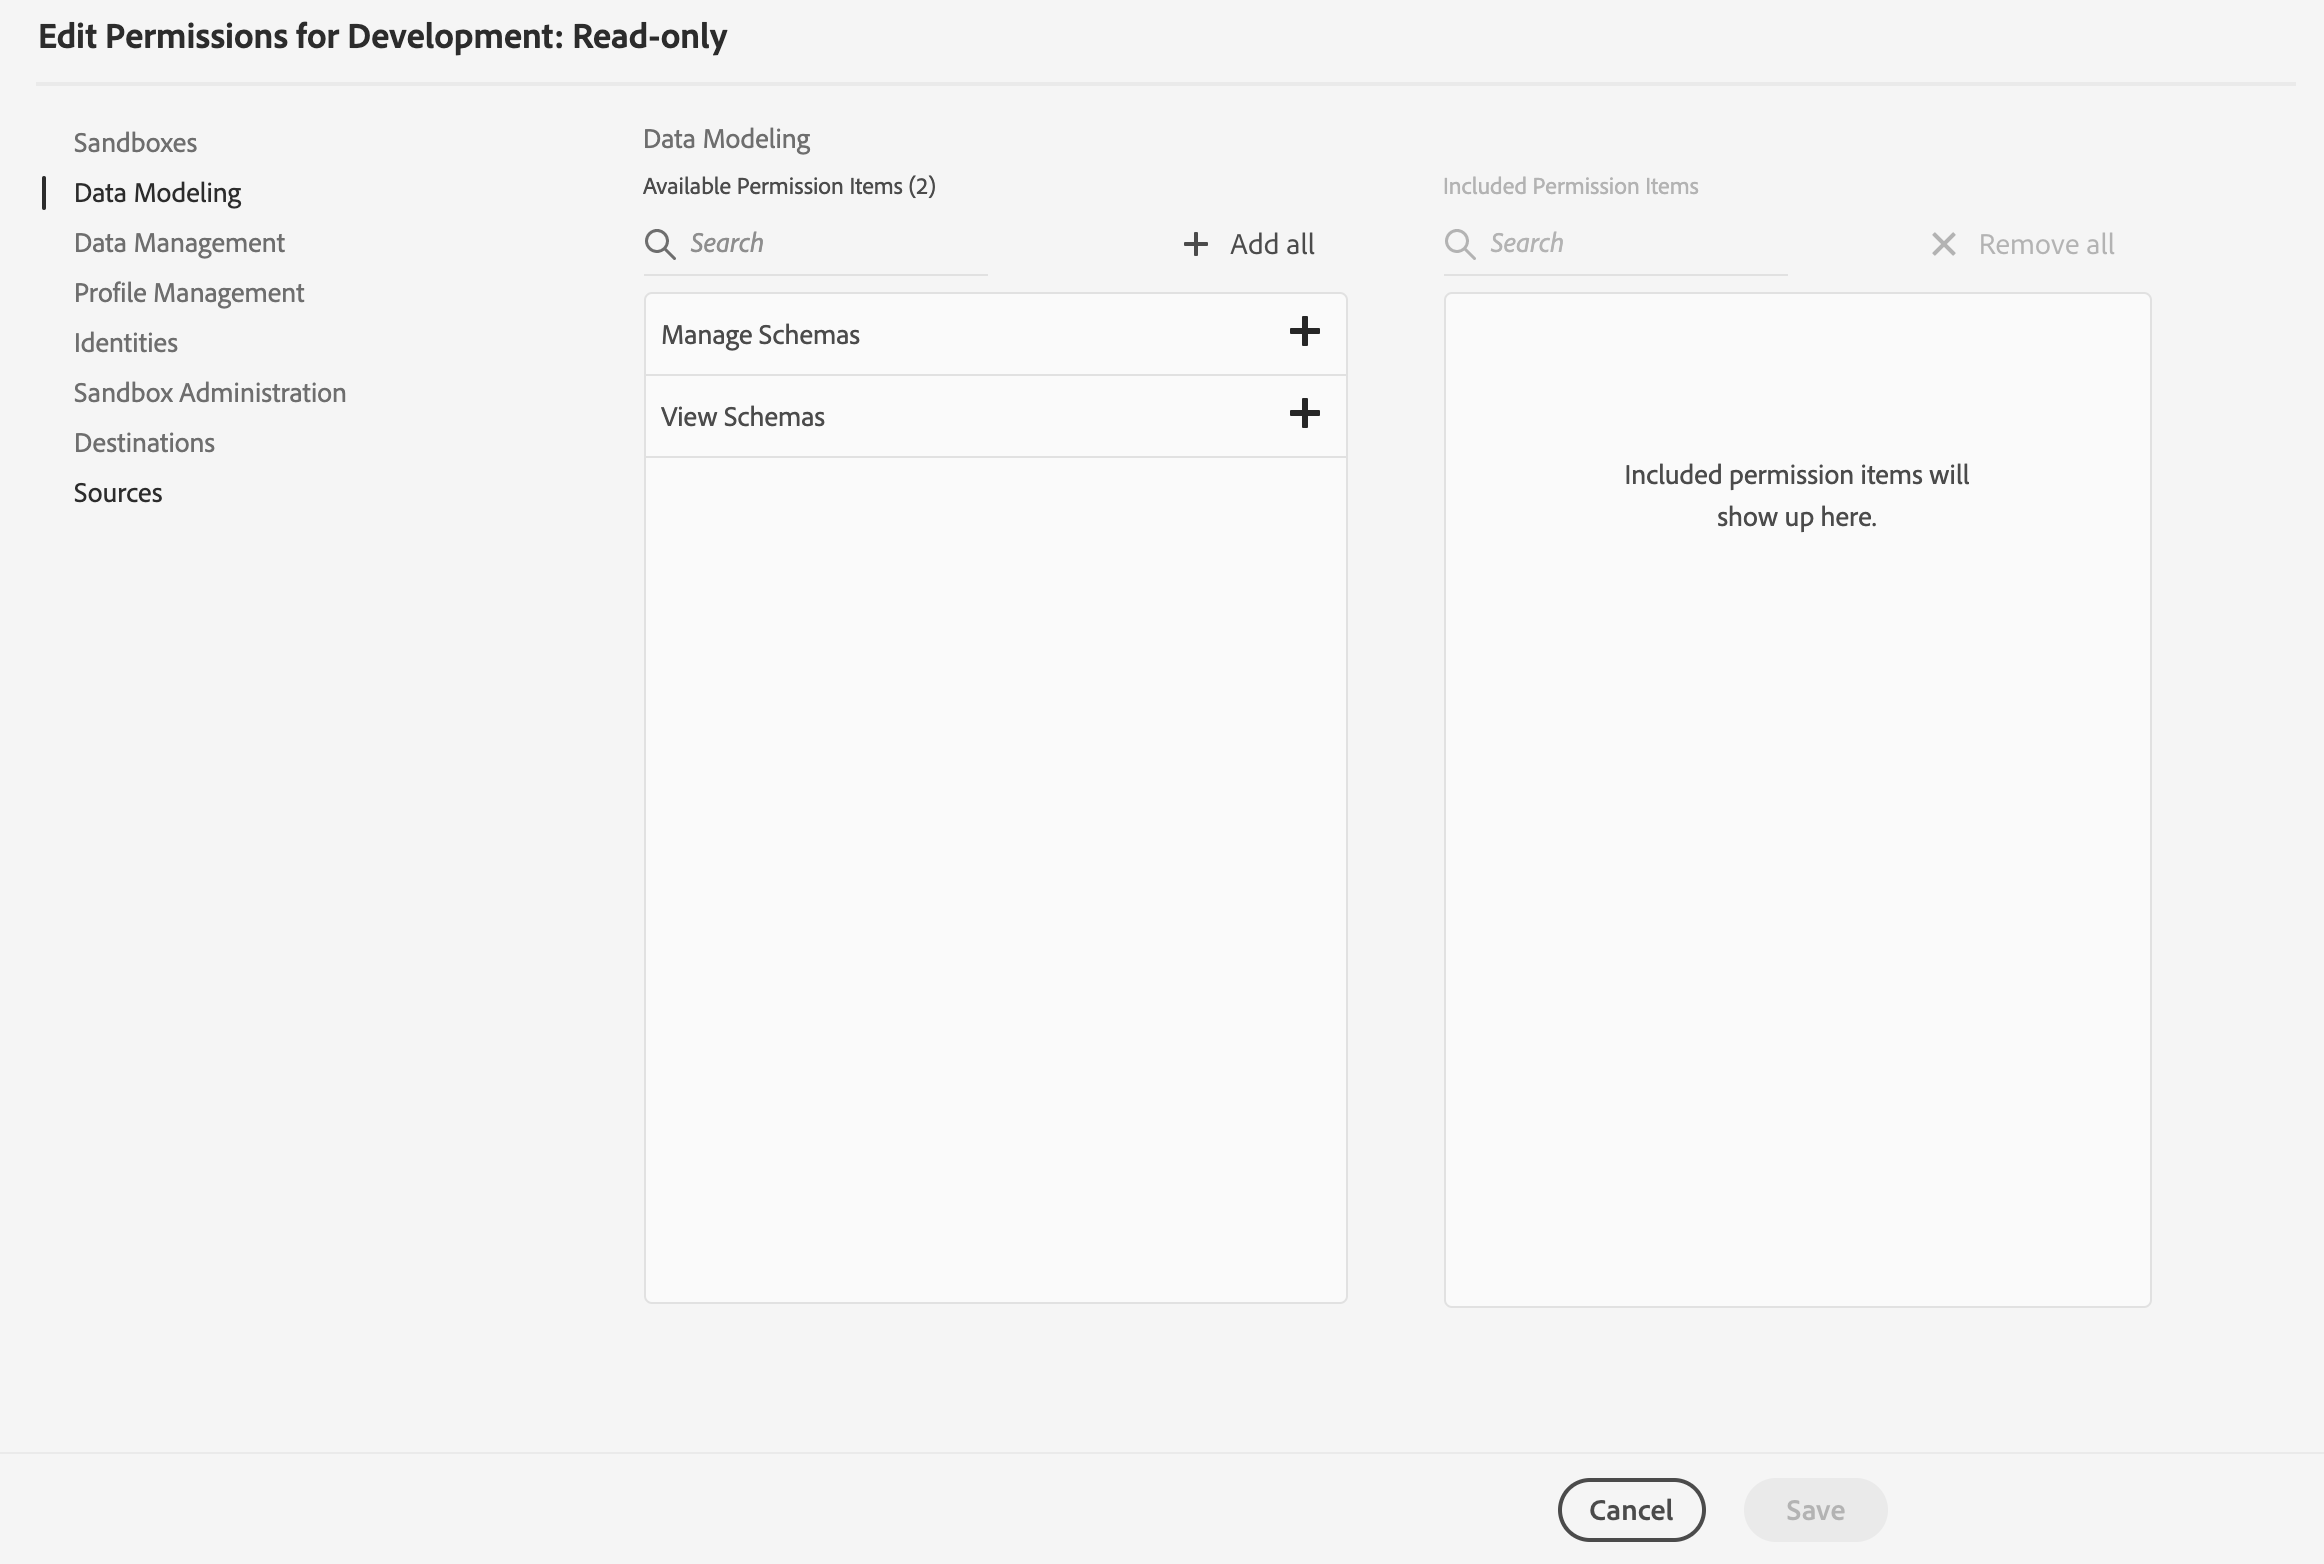 Edit Permissions for Development: Read-only
Sandboxes
Data Modeling
Data Management
Profile Management
Identities
Sandbox Administration
Destinations
Sources
Data Modeling
Available Permission Items (2)
Search
Add all
Manage Schemas
View Schemas
Included Permission Items
Search
Remove all
Included permission items will
show up here.
Cancel
Save